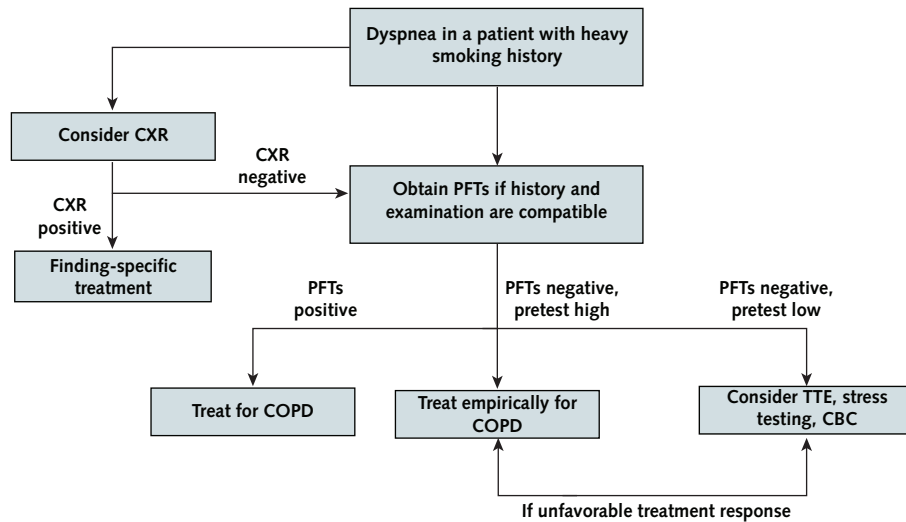 Dyspnea in a patient with heavy
smoking history
Consider CXR
CXR
negative
Obtain PFTs if history and
examination are compatible
CXR
positive
Finding-specific
treatment
PFTs
positive
PFTs negative,
pretest high
PFTs negative,
pretest low
Treat for COPD
Treat empirically for
COPD
Consider TTE, stress
testing, CBC
If unfavorable treatment response